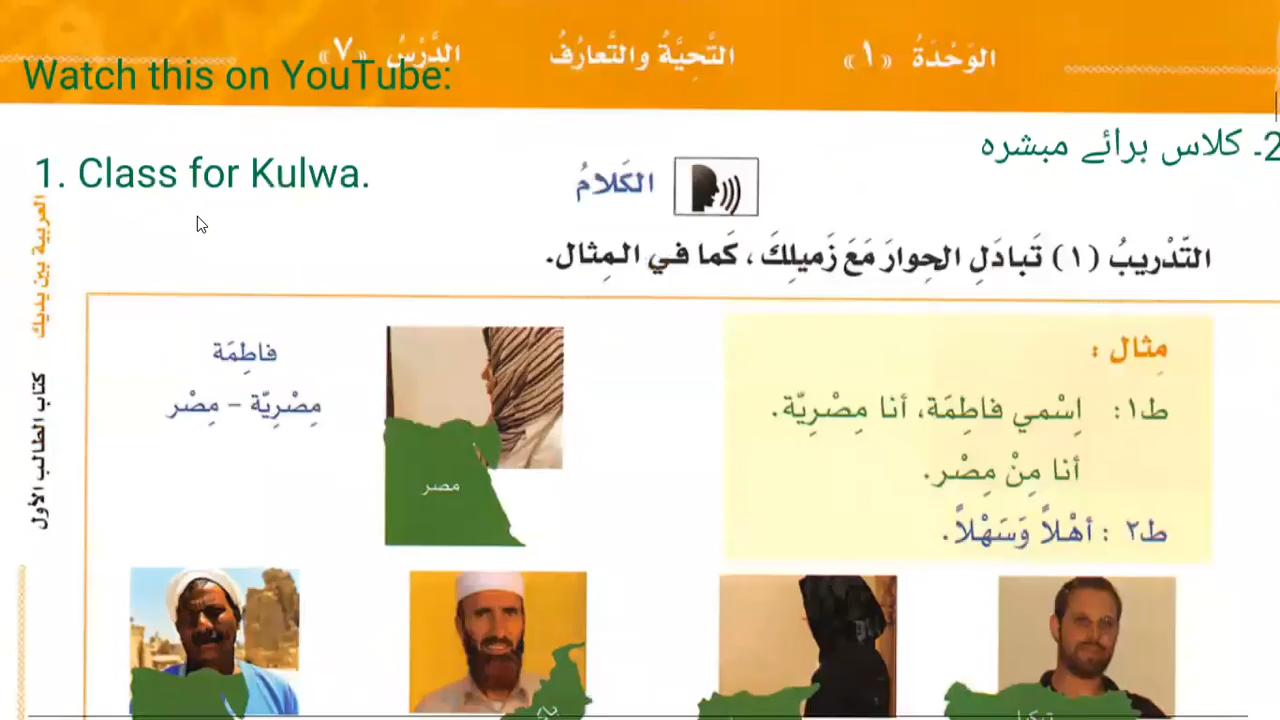 الوَحْدَةُ «١» التَّحِيَّةُ والتَّعارُفُ الدَّرْسُ «٧»
Watch this on YouTube:
2۔ کلاس برائے مبشرہ
1. Class for Kulwa.
الكَلامُ
التَّدْريبُ (١) تَبادَلِ الحِوارَ مَعَ زَميلِكَ، كَما في المِثال.
مِثال :
ط١: اِسْمي فاطِمَة، أنا مِصْرِيَّة.
أنا مِنْ مِصْر.
ط٢ : أهْلاً وَسَهْلاً.
فاطِمَة
مِصْرِيَّة – مِصْر
مصر
تركيا
العربية بين يديك
كتاب الطالب الأول